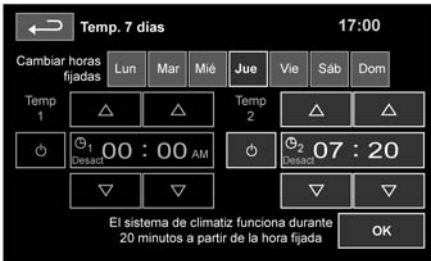 Temp. 7 días 17:00
Cambiar horas fijadas
Lun Mar Mié Jue Vie Sáb Dom
Temp 1
Temp 2
1 Desact 00 : 00 AM
2 Desact 07 : 20
El sistema de climatiz funciona durante
20 minutos a partir de la hora fijada
OK